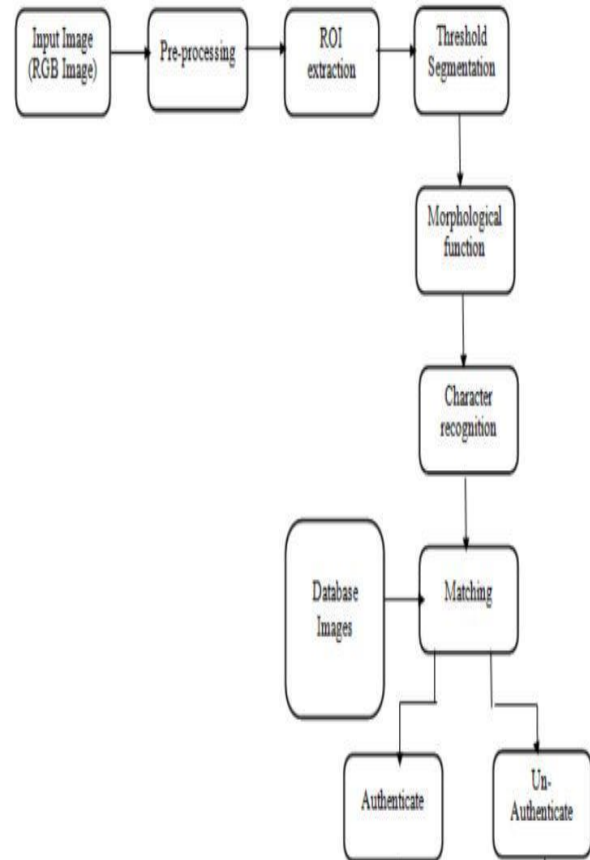 Input Image
(RGB Image)
Pre-processing
ROI
extraction
Threshold
Segmentation
Morphological
function
Character
recognition
Database
Images
Matching
Authenticate
Un-
Authenticate